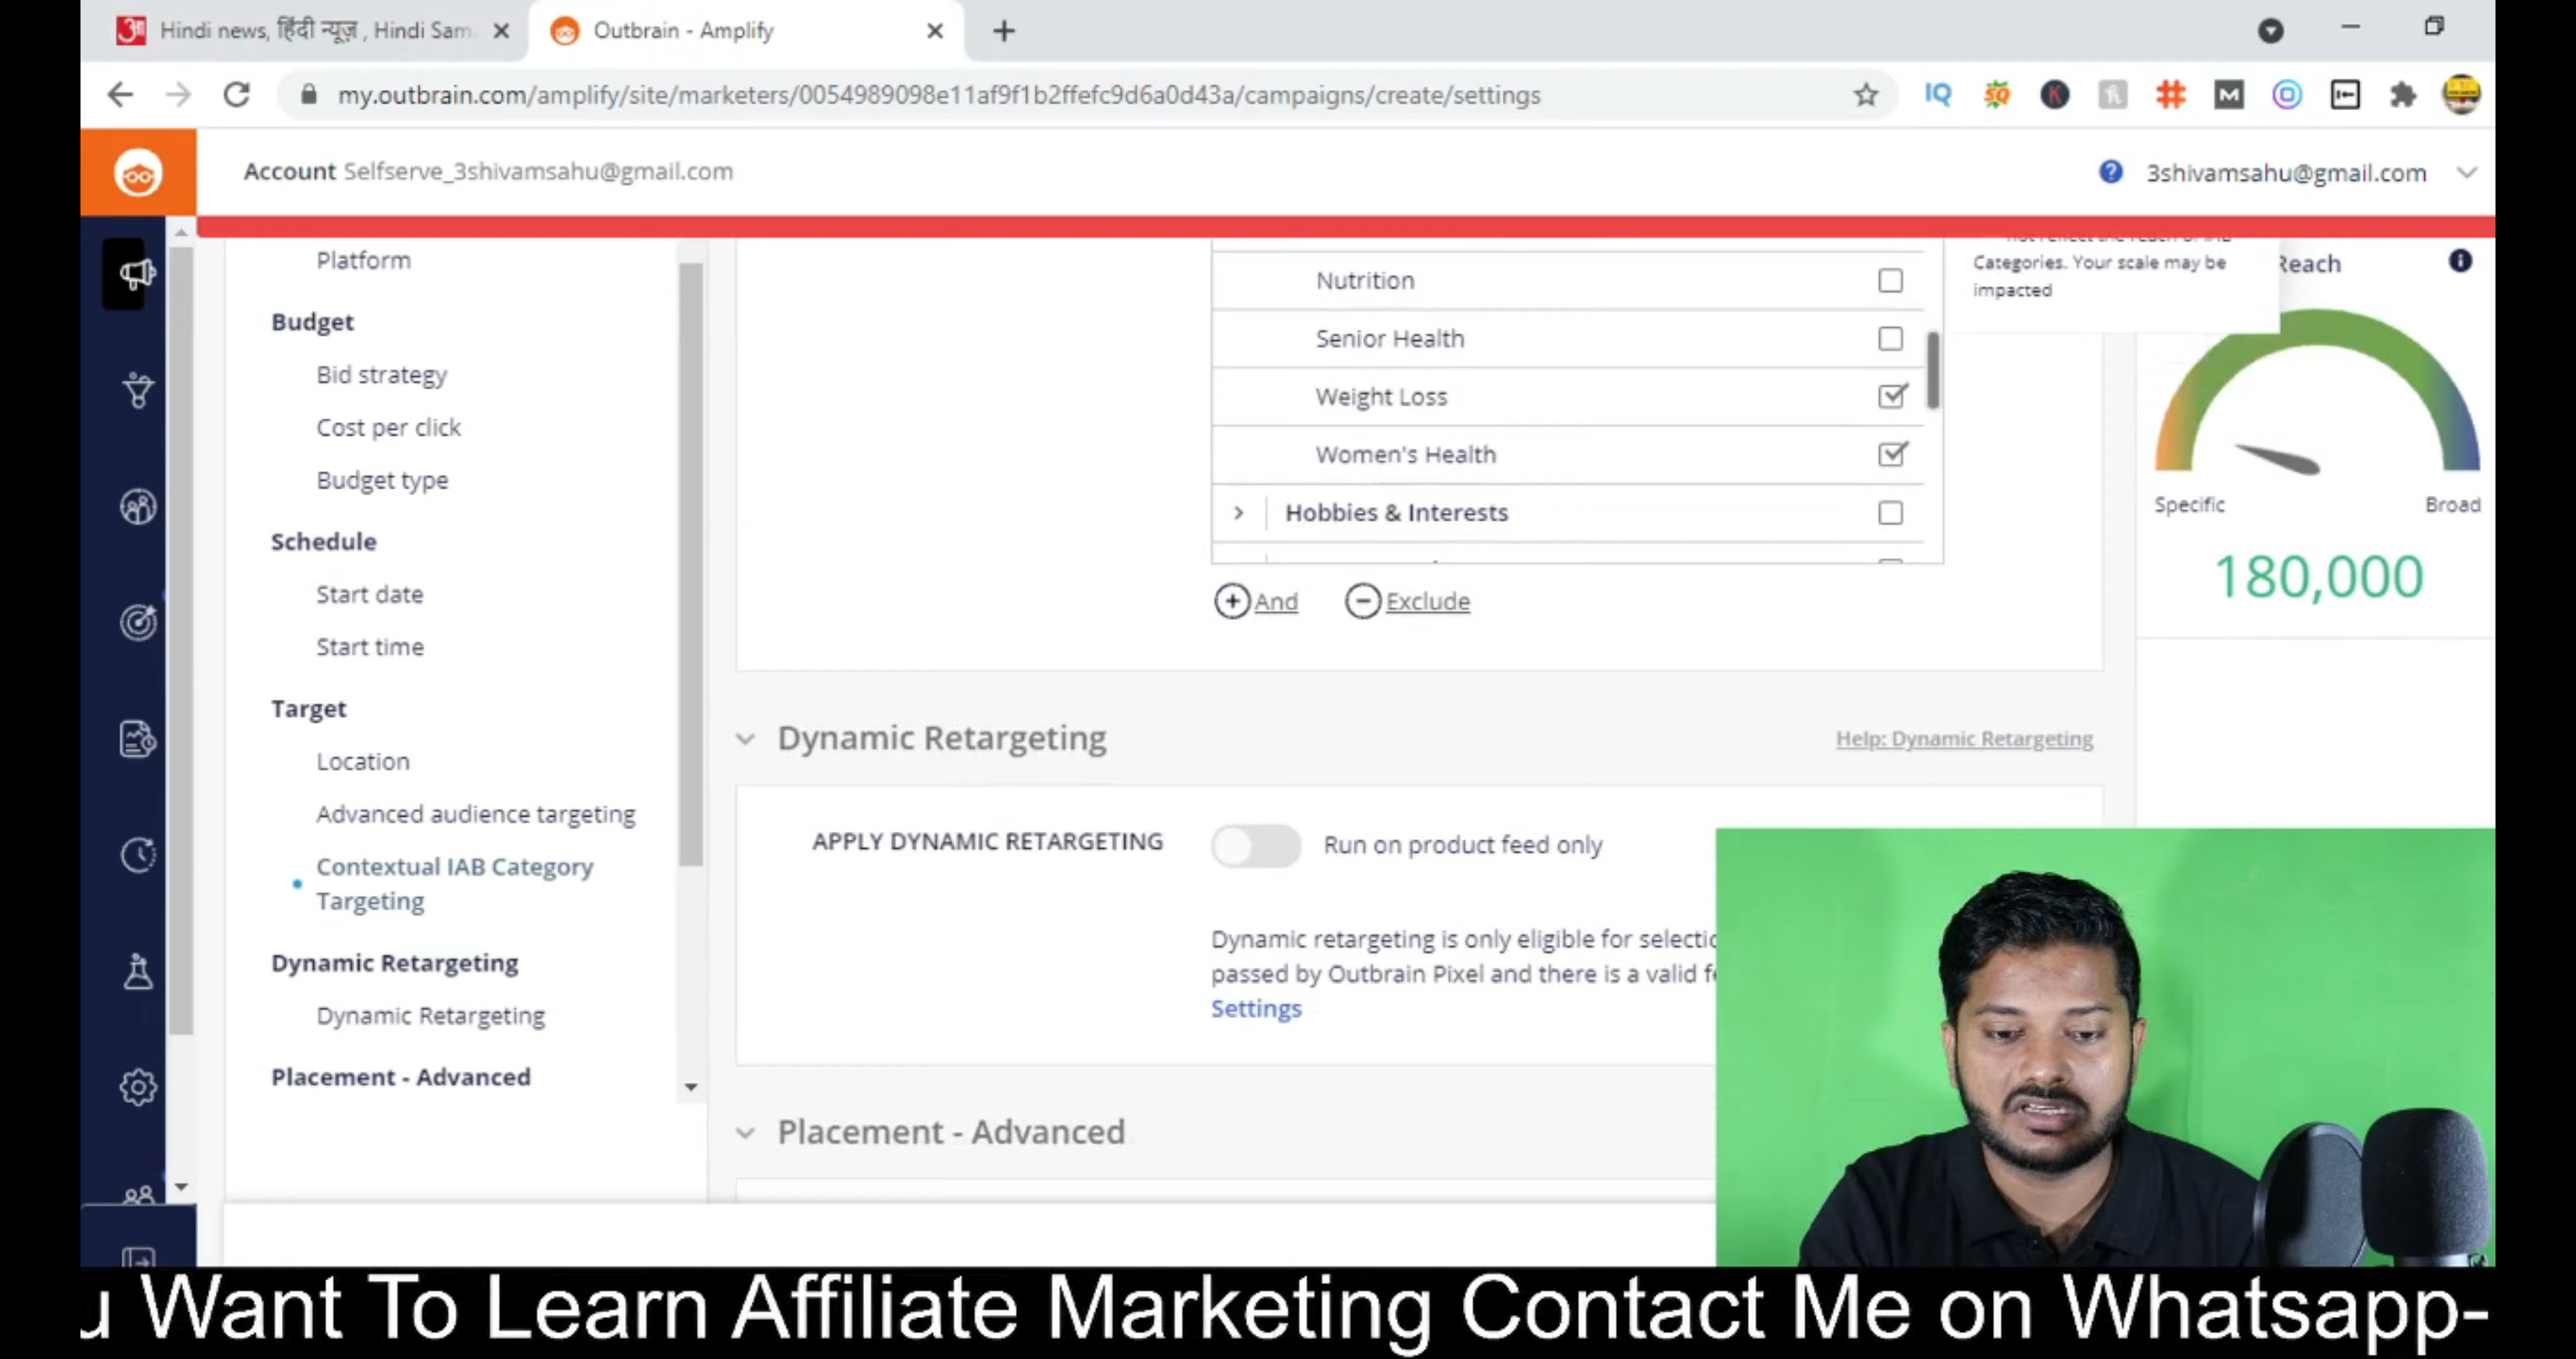 Hindi news, हिंदी न्यूज़ , Hindi Sam
Outbrain - Amplify
my.outbrain.com/amplify/site/marketers/0054989098e11af9f1b2ffefc9d6a0d43a/campaigns/create/settings
Account Selfserve_3shivamsahu@gmail.com
3shivamsahu@gmail.com
Platform
Budget
Bid strategy
Cost per click
Budget type
Schedule
Start date
Start time
Target
Location
Advanced audience targeting
Contextual IAB Category
Targeting
Dynamic Retargeting
Dynamic Retargeting
Placement - Advanced
Nutrition
Senior Health
Weight Loss
Women's Health
Hobbies & Interests
And Exclude
Categories. Your scale may be
impacted
Reach
Specific Broad
180,000
Dynamic Retargeting
Help: Dynamic Retargeting
APPLY DYNAMIC RETARGETING
Run on product feed only
Dynamic retargeting is only eligible for selectic
passed by Outbrain Pixel and there is a valid fe
Settings
Placement - Advanced
u Want To Learn Affiliate Marketing Contact Me on Whatsapp-